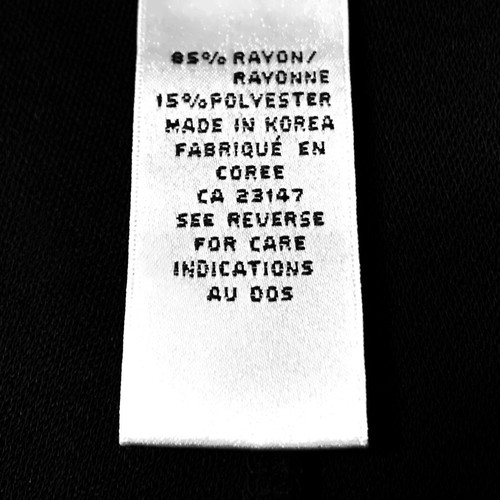 85% RAYON/
RAYONNE
15% POLYESTER
MADE IN KOREA
FABRIQUÉ EN
COREE
CA 23147
SEE REVERSE
FOR CARE
INDICATIONS
AU DOS